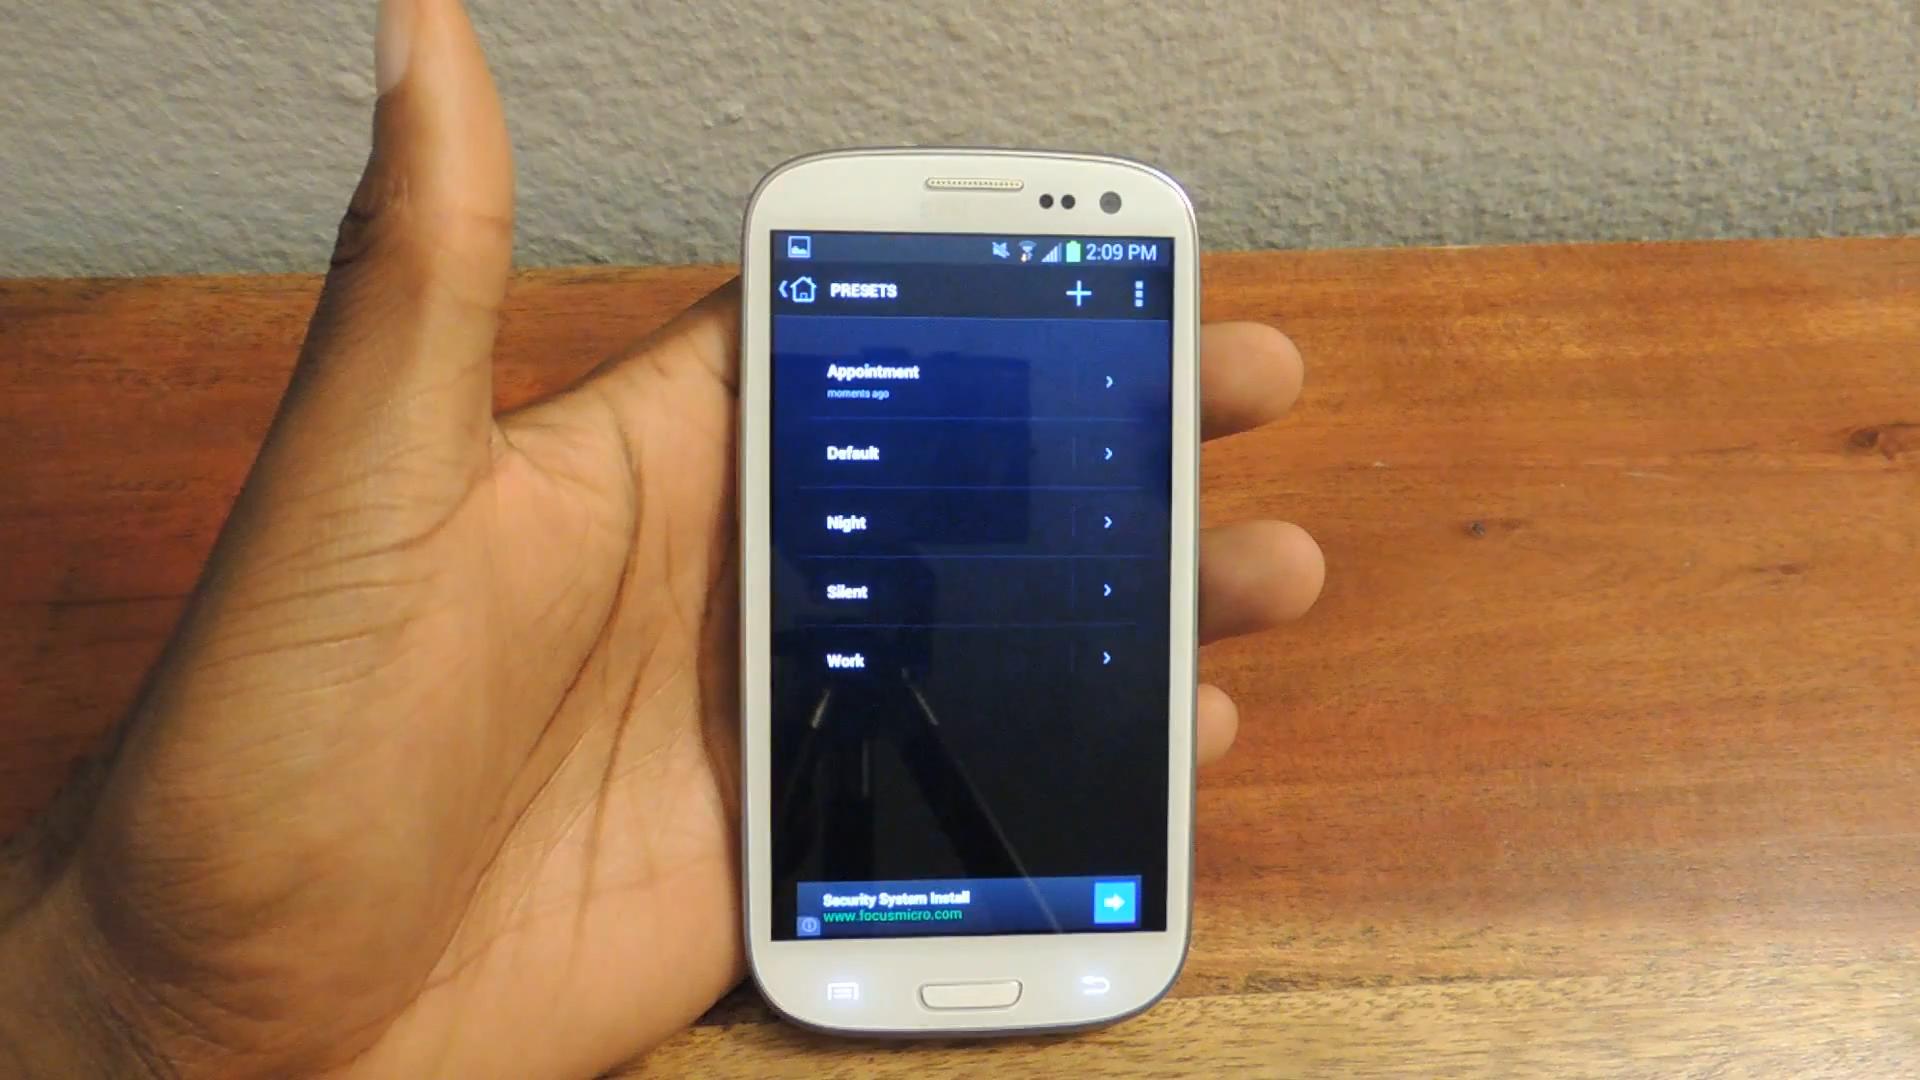 2:09 PM
PRESETS
Appointment
moments ago
Default
Night
Silent
Work
Security System Install
www.focusmicro.com